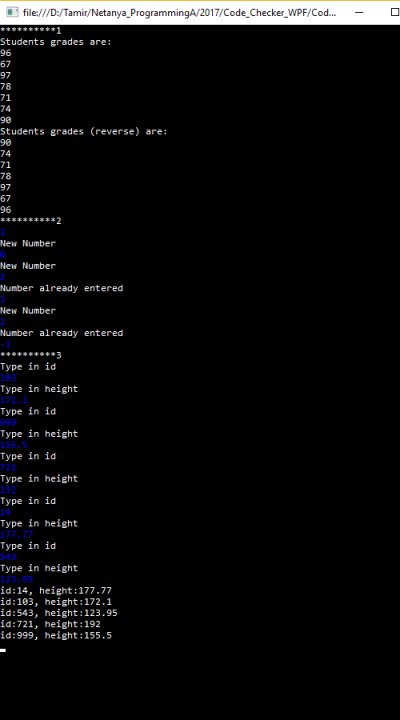 file:///D:/Tamir/Netanya_ProgrammingA/2017/Code_Checker_WPF/Cod...
**********1
Students grades are:
96
67
97
78
71
74
90
Students grades (reverse) are:
90
74
71
78
97
67
96
**********2
2
New Number
0
New Number
2
Number already entered
New Number
2
Number already entered
-1
**********3
Type in id
103
Type in height
172.1
Type in id
999
Type in height
155.5
Type in id
721
Type in height
192
Type in id
14
Type in height
177.77
Type in id
543
Type in height
123.95
id:14, height:177.77
id:103, height:172.1
id:543, height:123.95
id:721, height:192
id:999, height:155.5